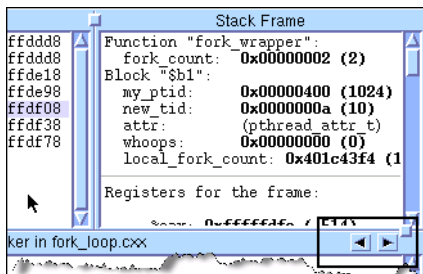 Stack Frame
ffddd8
ffddd8
ffde18
ffde98
ffdf08
ffdf38
ffdf78
Function "fork_wrapper":
fork_count: 0x00000002 (2)
Block "$b1":
my_ptid: 0x00000400 (1024)
new_tid: 0x0000000a (10)
attr: (pthread_attr_t)
whoops: 0x00000000 (0)
local_fork_count: 0x401c43f4 (1
Registers for the frame:
ker in fork_loop.cxx